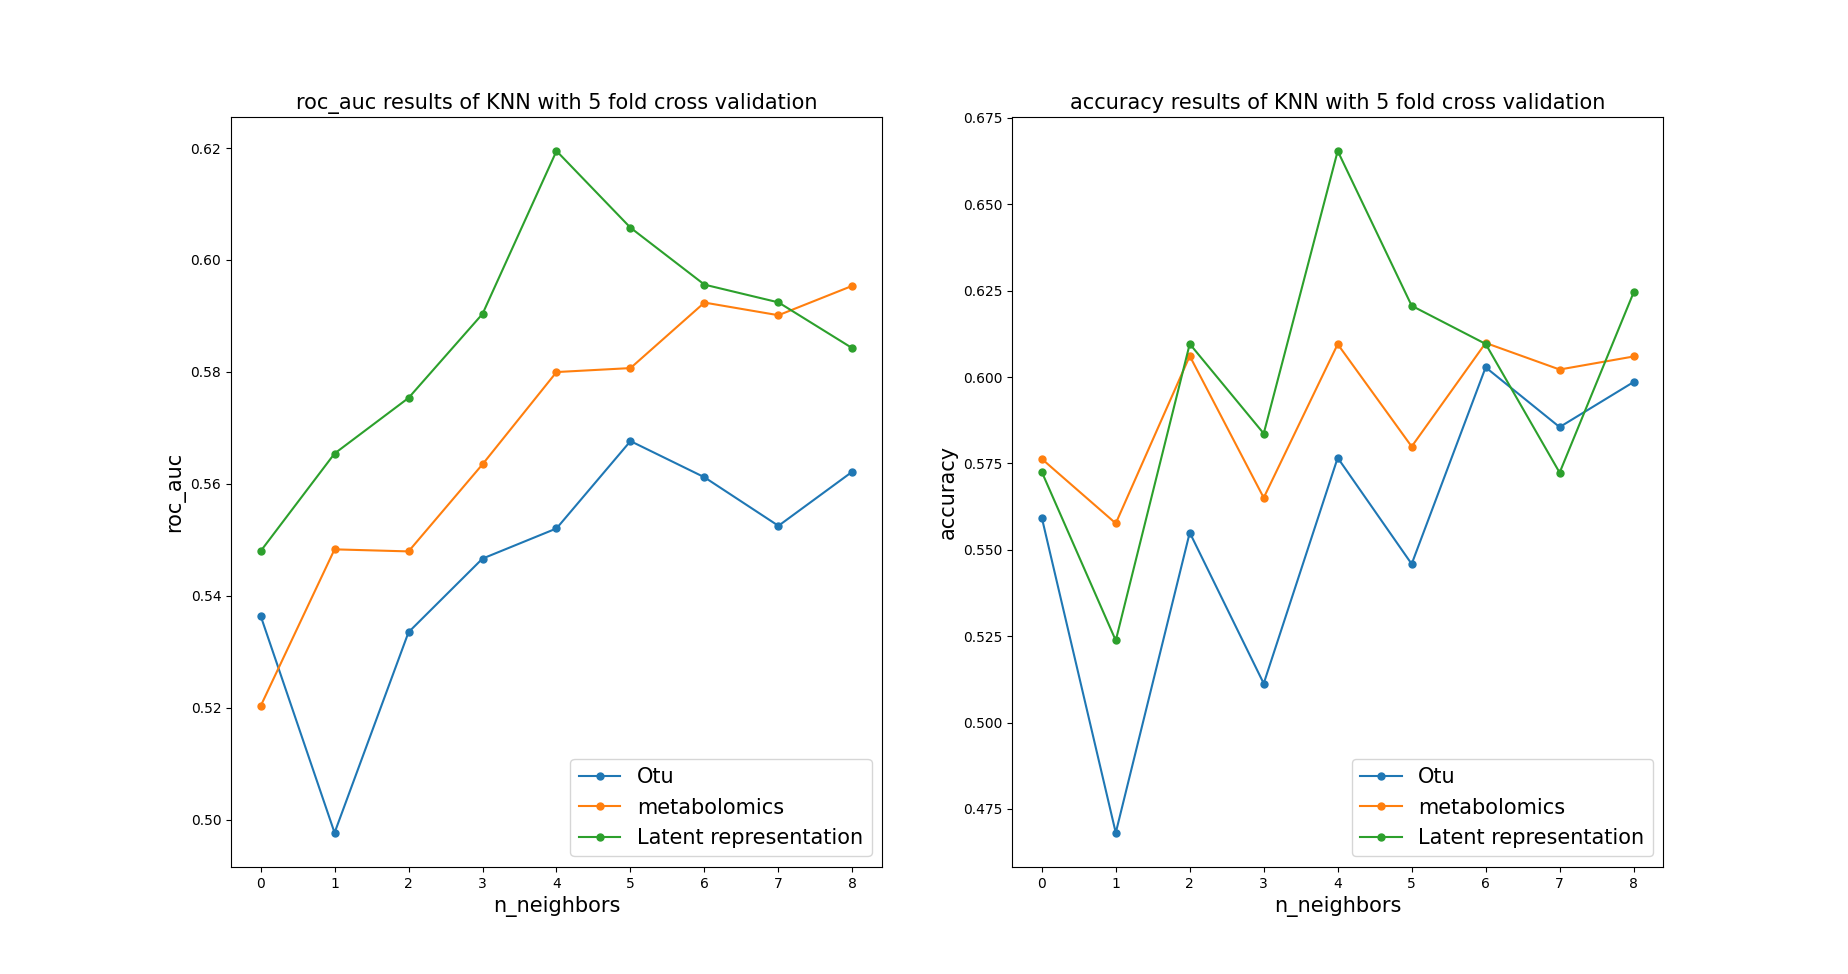 roc_auc results of KNN with 5 fold cross validation
0.62
0.60
0.58
0.56
0.54
0.52
0.50
roc_auc
0 1 2 3 4 5 6 7 8
n_neighbors
Otu
metabolomics
Latent representation
accuracy results of KNN with 5 fold cross validation
0.675
0.650
0.625
0.600
0.575
0.550
0.525
0.500
0.475
accuracy
0 1 2 3 4 5 6 7 8
n_neighbors
Otu
metabolomics
Latent representation